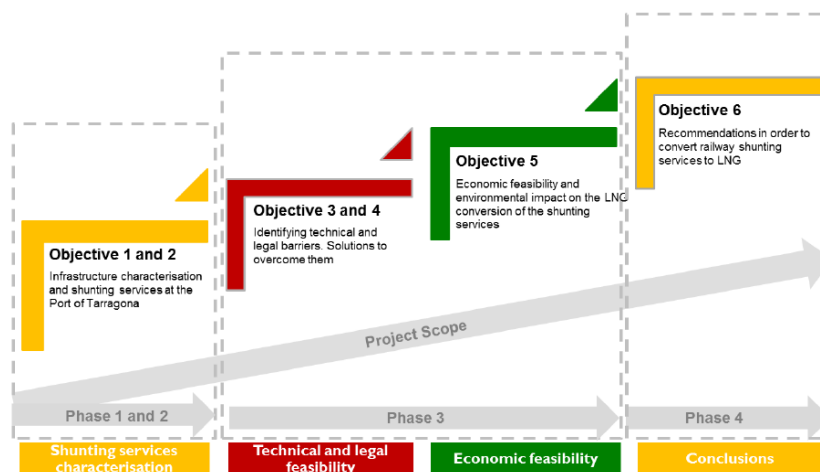 Objective 1 and 2
Infrastructure characterisation
and shunting services at the
Port of Tarragona
Objective 3 and 4
Identifying technical and
legal barriers. Solutions to
overcome them
Objective 5
Economic feasibility and
environmental impact on the LNG
conversion of the shunting
services
Objective 6
Recommendations in order to
convert railway shunting
services to LNG
Project Scope
Phase 1 and 2
Phase 3
Phase 4
Shunting services
characterisation
Technical and legal
feasibility
Economic feasibility
Conclusions